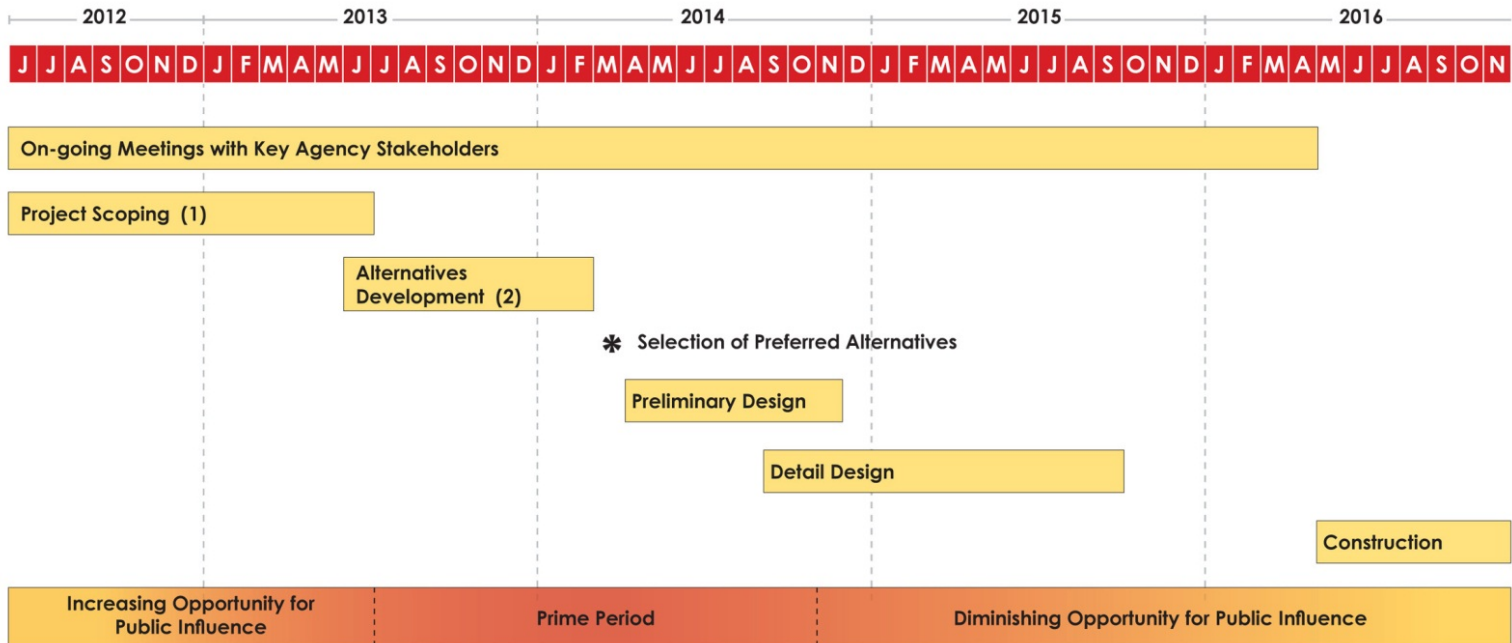 2012 2013 2014 2015 2016
J J A S O N D J F M A M J J A S O N D J F M A M J J A S O N D J F M A M J J A S O N D J F M A M J J A S O N
On-going Meetings with Key Agency Stakeholders
Project Scoping (1)
Alternatives
Development (2)
* Selection of Preferred Alternatives
Preliminary Design
Detail Design
Construction
Increasing Opportunity for
Public Influence
Prime Period
Diminishing Opportunity for Public Influence